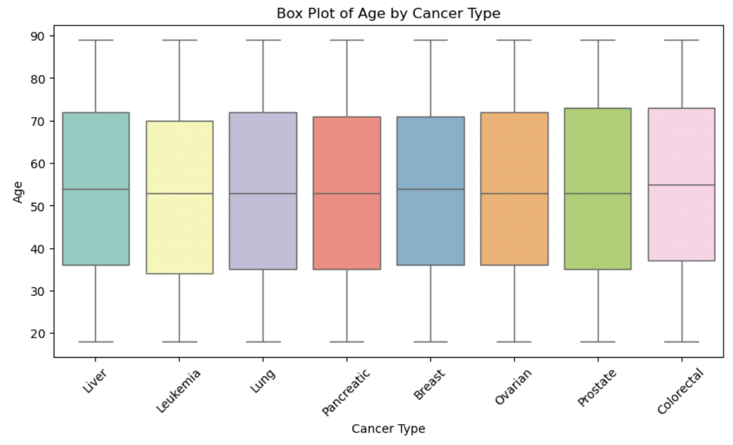 Box Plot of Age by Cancer Type
90
80
70
60
50
40
30
20
Age
Liver
Leukemia
Lung
Pancreatic
Breast
Ovarian
Prostate
Colorectal
Cancer Type